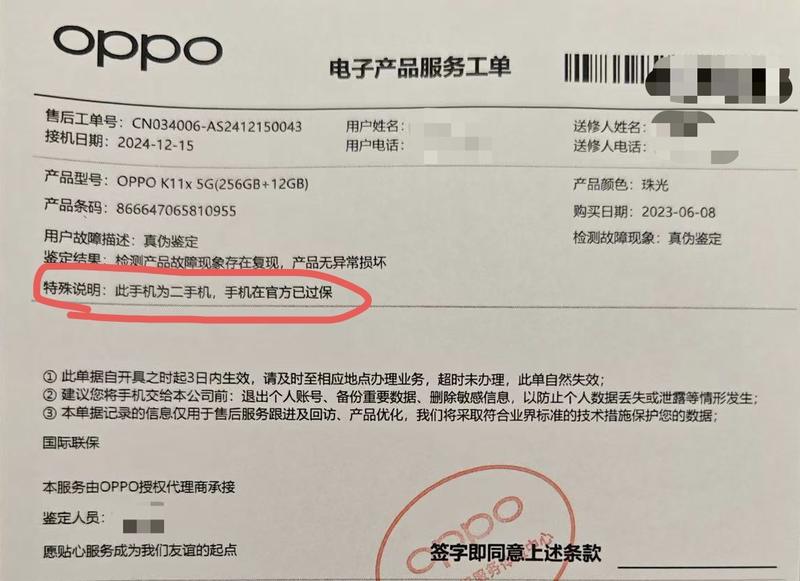 oppo
电子产品服务工单
售后工单号：CN034006-AS2412150043 用户姓名： 送修人姓名：
接机日期：2024-12-15 用户电话： 送修人电话：
产品型号：OPPO K11x 5G(256GB+12GB) 产品颜色：珠光
产品条码：866647065810955 购买日期：2023-06-08
用户故障描述：真伪鉴定 检测故障现象：真伪鉴定
鉴定结果：检测产品故障现象存在复现，产品无异常损坏
特殊说明：此手机为二手机，手机在官方已过保
① 此单据自开具之时起3日内生效，请及时至相应地点办理业务，超时未办理，此单自然失效；
② 建议您将手机交给本公司前：退出个人账号、备份重要数据、删除敏感信息，以防止个人数据丢失或泄露等情形发生；
③ 本单据记录的信息仅用于售后服务跟进及回访、产品优化，我们将采取符合业界标准的技术措施保护您的数据；
国际联保
本服务由OPPO授权代理商承接
鉴定人员：
愿贴心服务成为我们友谊的起点
oppo
签字即同意上述条款